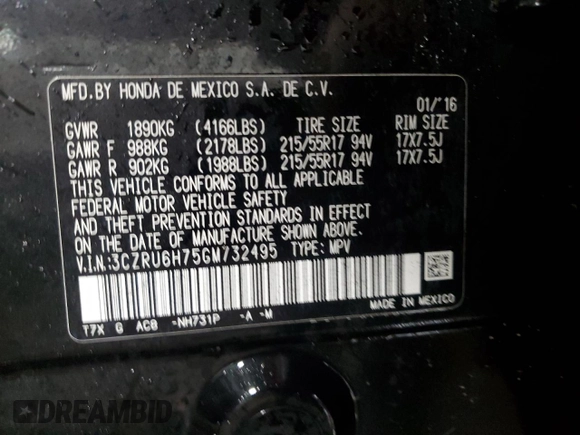 MFD.BY HONDA DE MEXICO S.A. DE C.V.
01/'16
GVWR 1890KG (4166LBS) TIRE SIZE RIM SIZE
GAWR F 988KG (2178LBS) 215/55R17 94V 17X7.5J
GAWR R 902KG (1988LBS) 215/55R17 94V 17X7.5J
THIS VEHICLE CONFORMS TO ALL APPLICABLE
FEDERAL MOTOR VEHICLE SAFETY
AND THEFT PREVENTION STANDARDS IN EFFECT
ON THE DATE OF MANUFACTURE SHOWN ABOVE.
V.I.N:3CZRU6H75GM732495 TYPE: MPV
MADE IN MEXICO
T7X G AC0 -NH731P -A -M
DREAMBID